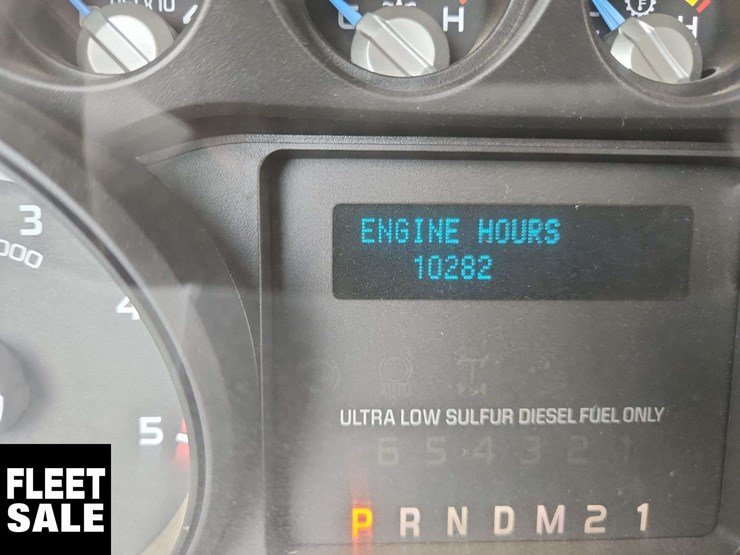 C H
F H
3
4
5
ENGINE HOURS
10282
ULTRA LOW SULFUR DIESEL FUEL ONLY
6 5 4 3 2 1
P R N D M 2 1
FLEET
SALE